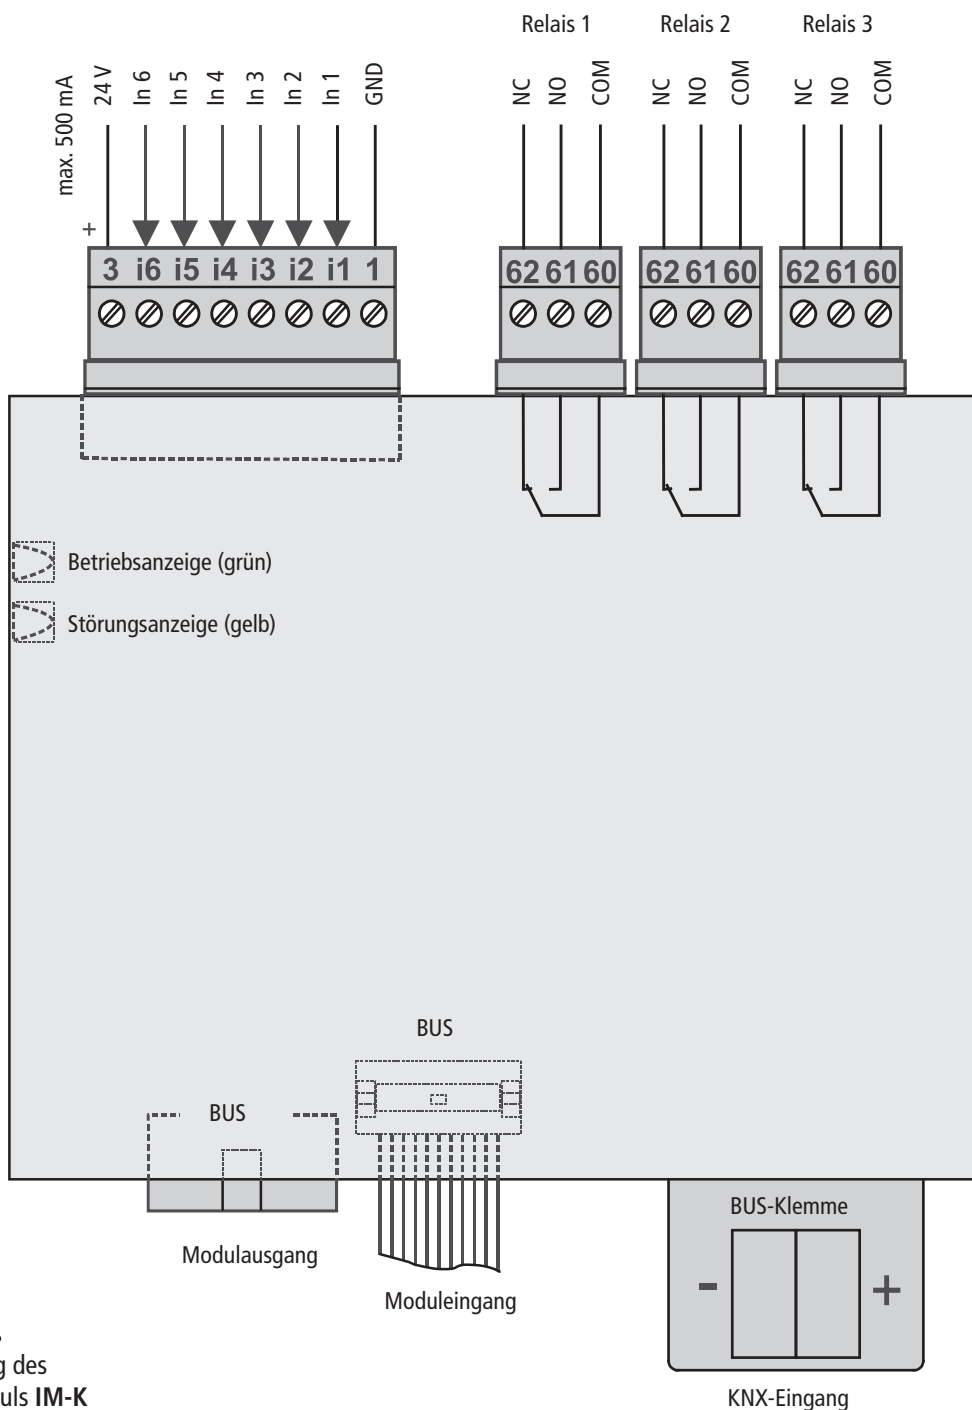 Relais 1 Relais 2 Relais 3
max. 500 mA
24 V In 6 In 5 In 4 In 3 In 2 In 1 GND
NC NO COM NC NO COM NC NO COM
+
3 i6 i5 i4 i3 i2 i1 1
62 61 60 62 61 60 62 61 60
Betriebsanzeige (grün)
Störungsanzeige (gelb)
BUS
BUS
BUS-Klemme
Modulausgang
- +
Moduleingang
g des
uls IM-K
KNX-Eingang